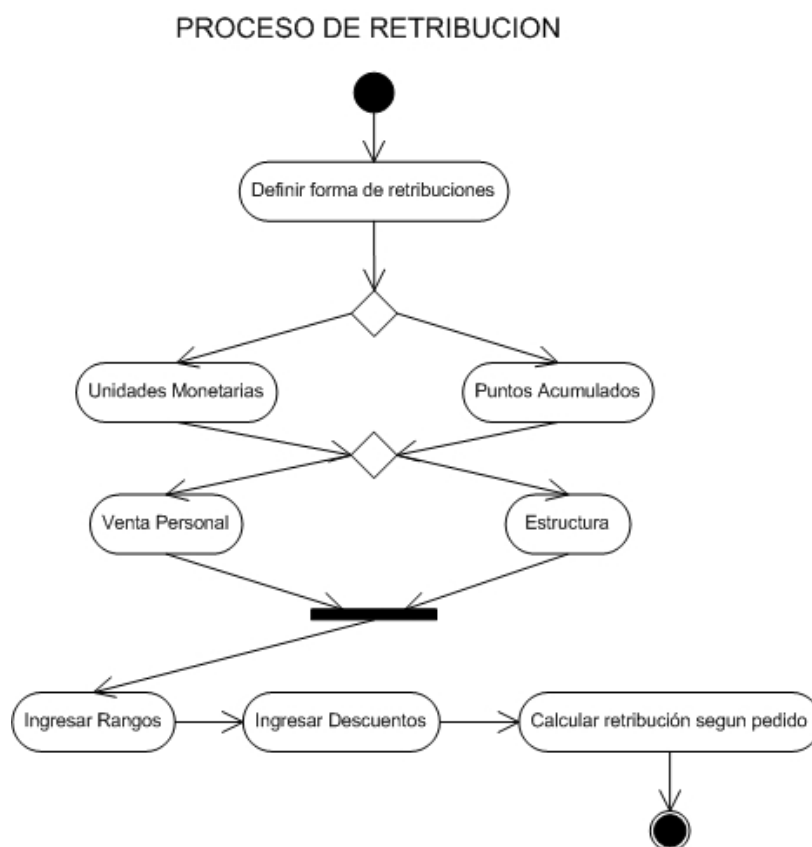 PROCESO DE RETRIBUCION
Definir forma de retribuciones
Unidades Monetarias
Puntos Acumulados
Venta Personal
Estructura
Ingresar Rangos
Ingresar Descuentos
Calcular retribución segun pedido